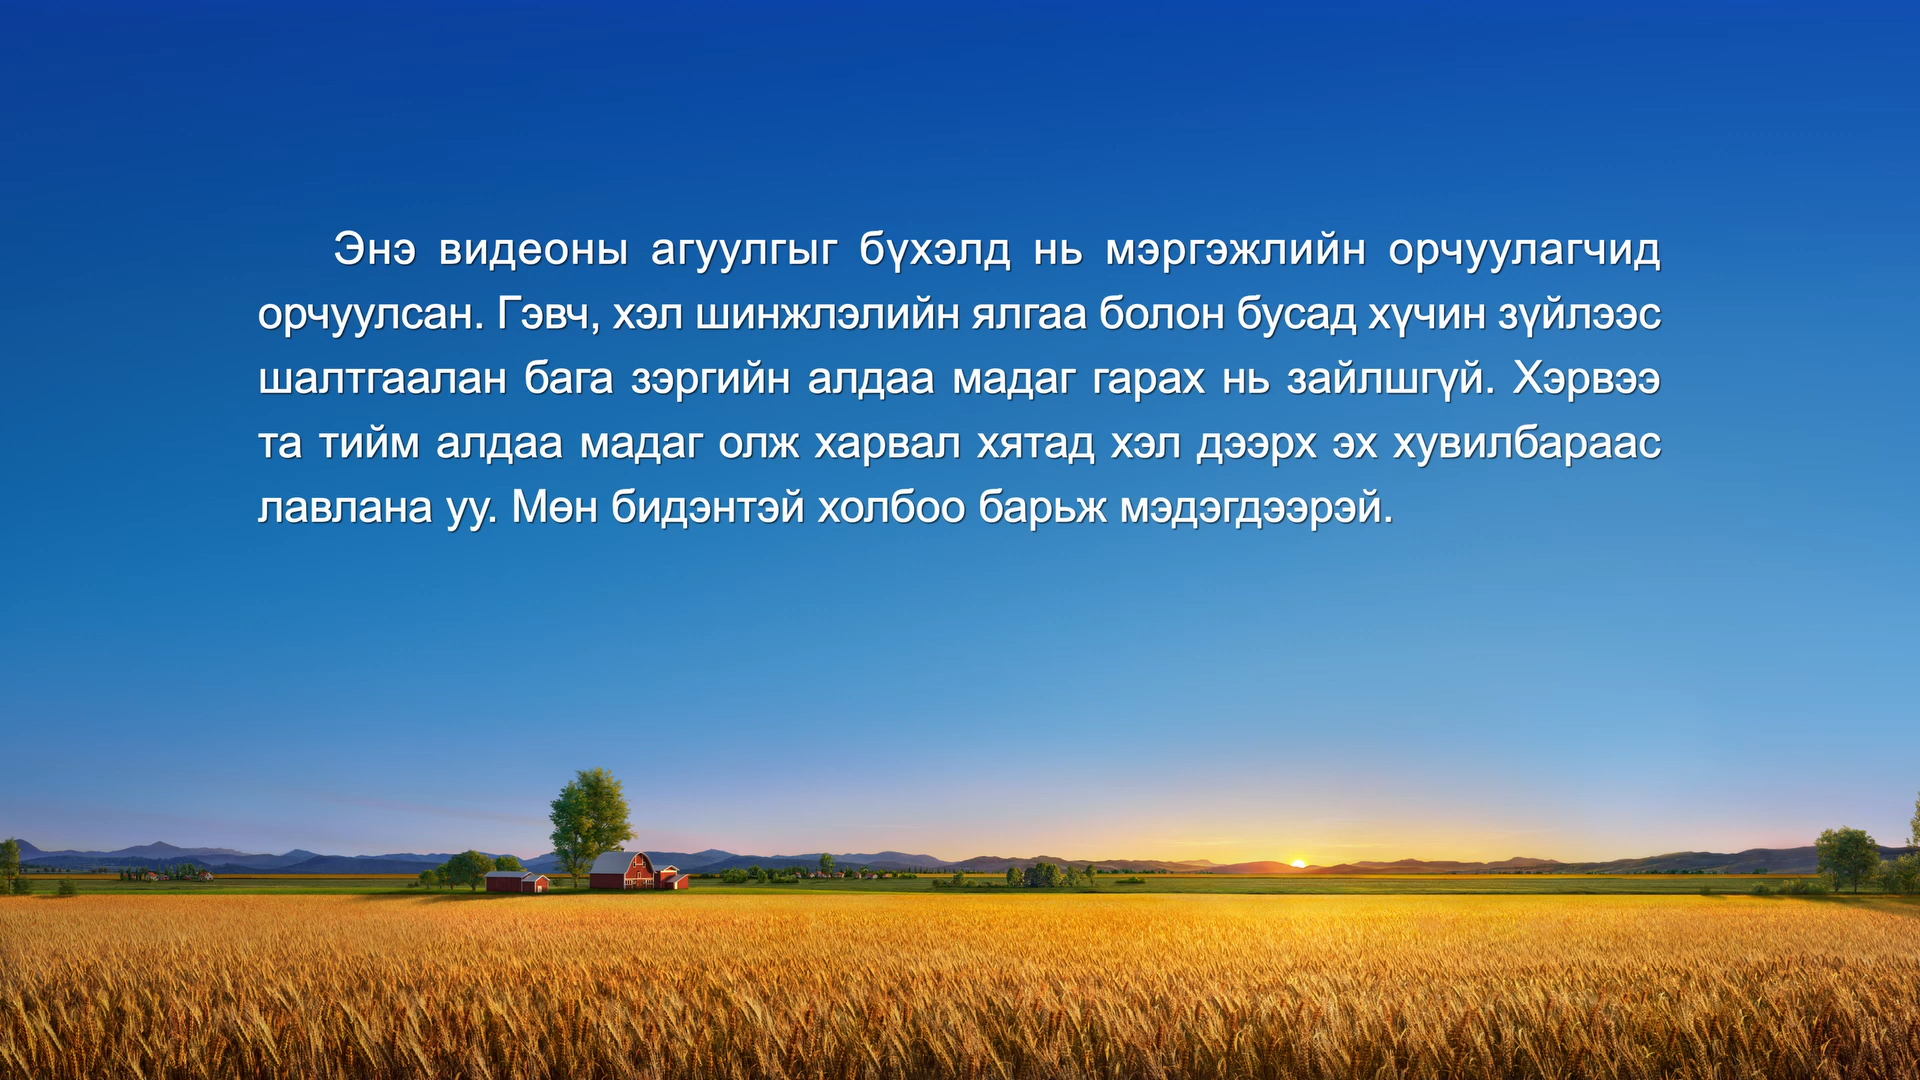 Энэ видеоны агуулгыг бүхэлд нь мэргэжлийн орчуулагчид
орчуулсан. Гэвч, хэл шинжлэлийн ялгаа болон бусад хүчин зүйлээс
шалтгаалан бага зэргийн алдаа мадаг гарах нь зайлшгүй. Хэрвээ
та тийм алдаа мадаг олж харвал хятад хэл дээрх эх хувилбараас
лавлана уу. Мөн бидэнтэй холбоо барьж мэдэгдээрэй.